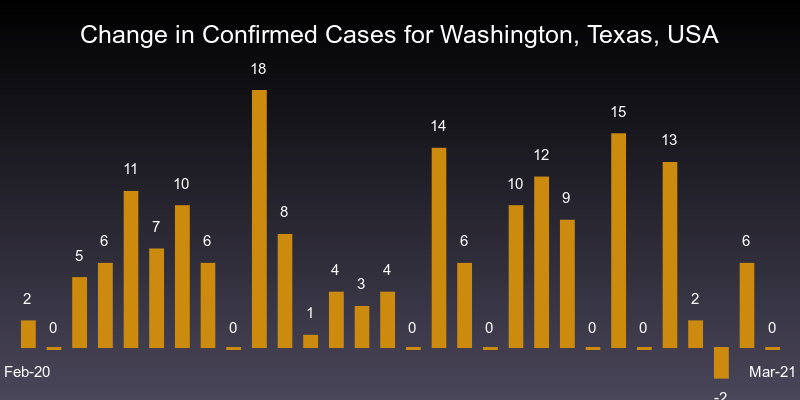 Change in Confirmed Cases for Washington, Texas, USA
2 0 5 6 11 7 10 6 0 18 8 1 4 3 4 0 14 6 0 10 12 9 0 15 0 13 2 -2 6 0
Feb-20 Mar-21